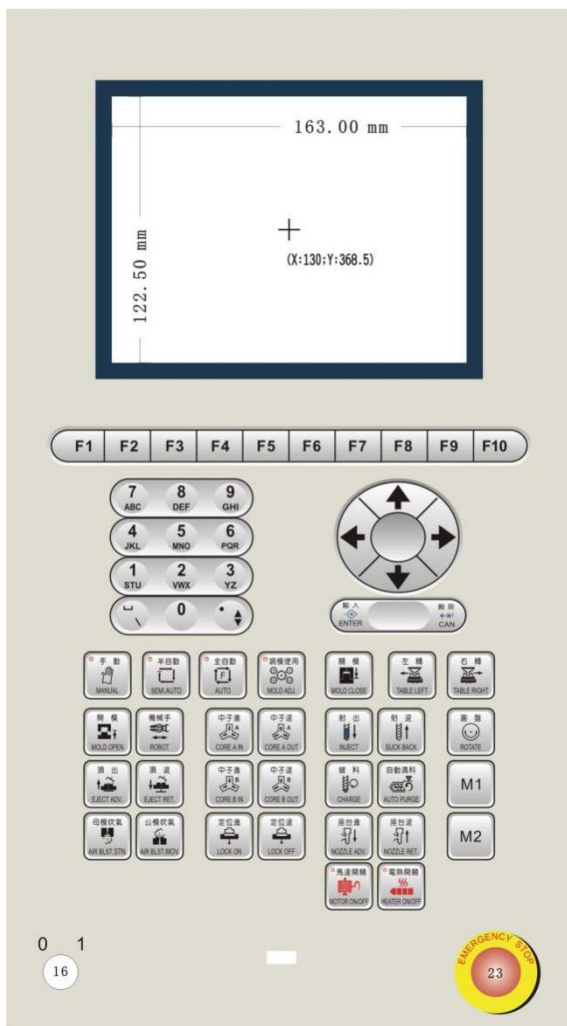 163.00 mm
122.50 mm
(X:130;Y:368.5)
F1 F2 F3 F4 F5 F6 F7 F8 F9 F10
7 8 9
ABC DEF GHI
4 5 6
JKL MNO PQR
1 2 3
STU VWX YZ
0 .
輸入 取消
ENTER CAN
手動 半自動 全自動 調模使用 關模 左轉 右轉
MANUAL SEMI.AUTO AUTO MOLD ADJ. MOLD CLOSE TABLE LEFT TABLE RIGHT
開模 機械手 中子進 中子退 射出 射退 圓盤
A A
MOLD OPEN ROBOT CORE A IN CORE A OUT INJECT SUCK BACK ROTATE
頂出 頂退 中子進 中子退 儲料 自動清料
B B
EJECT ADV. EJECT RET. CORE B IN CORE B OUT CHARGE AUTO PURGE M1
母模吹氣 公模吹氣 定位進 定位退 座台進 座台退
AIR BLST.STN AIR BLST.MOV LOCK ON LOCK OFF NOZZLE ADV. NOZZLE RET. M2
馬達開關 電熱開關
MOTOR ON/OFF HEATER ON/OFF
0 1
16
EMERGENCY STOP
23